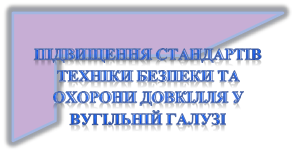 ПІДВИЩЕННЯ СТАНДАРТІВ
ТЕХНІКИ БЕЗПЕКИ ТА
ОХОРОНИ ДОВКІЛЛЯ У
ВУГІЛЬНІЙ ГАЛУЗІ